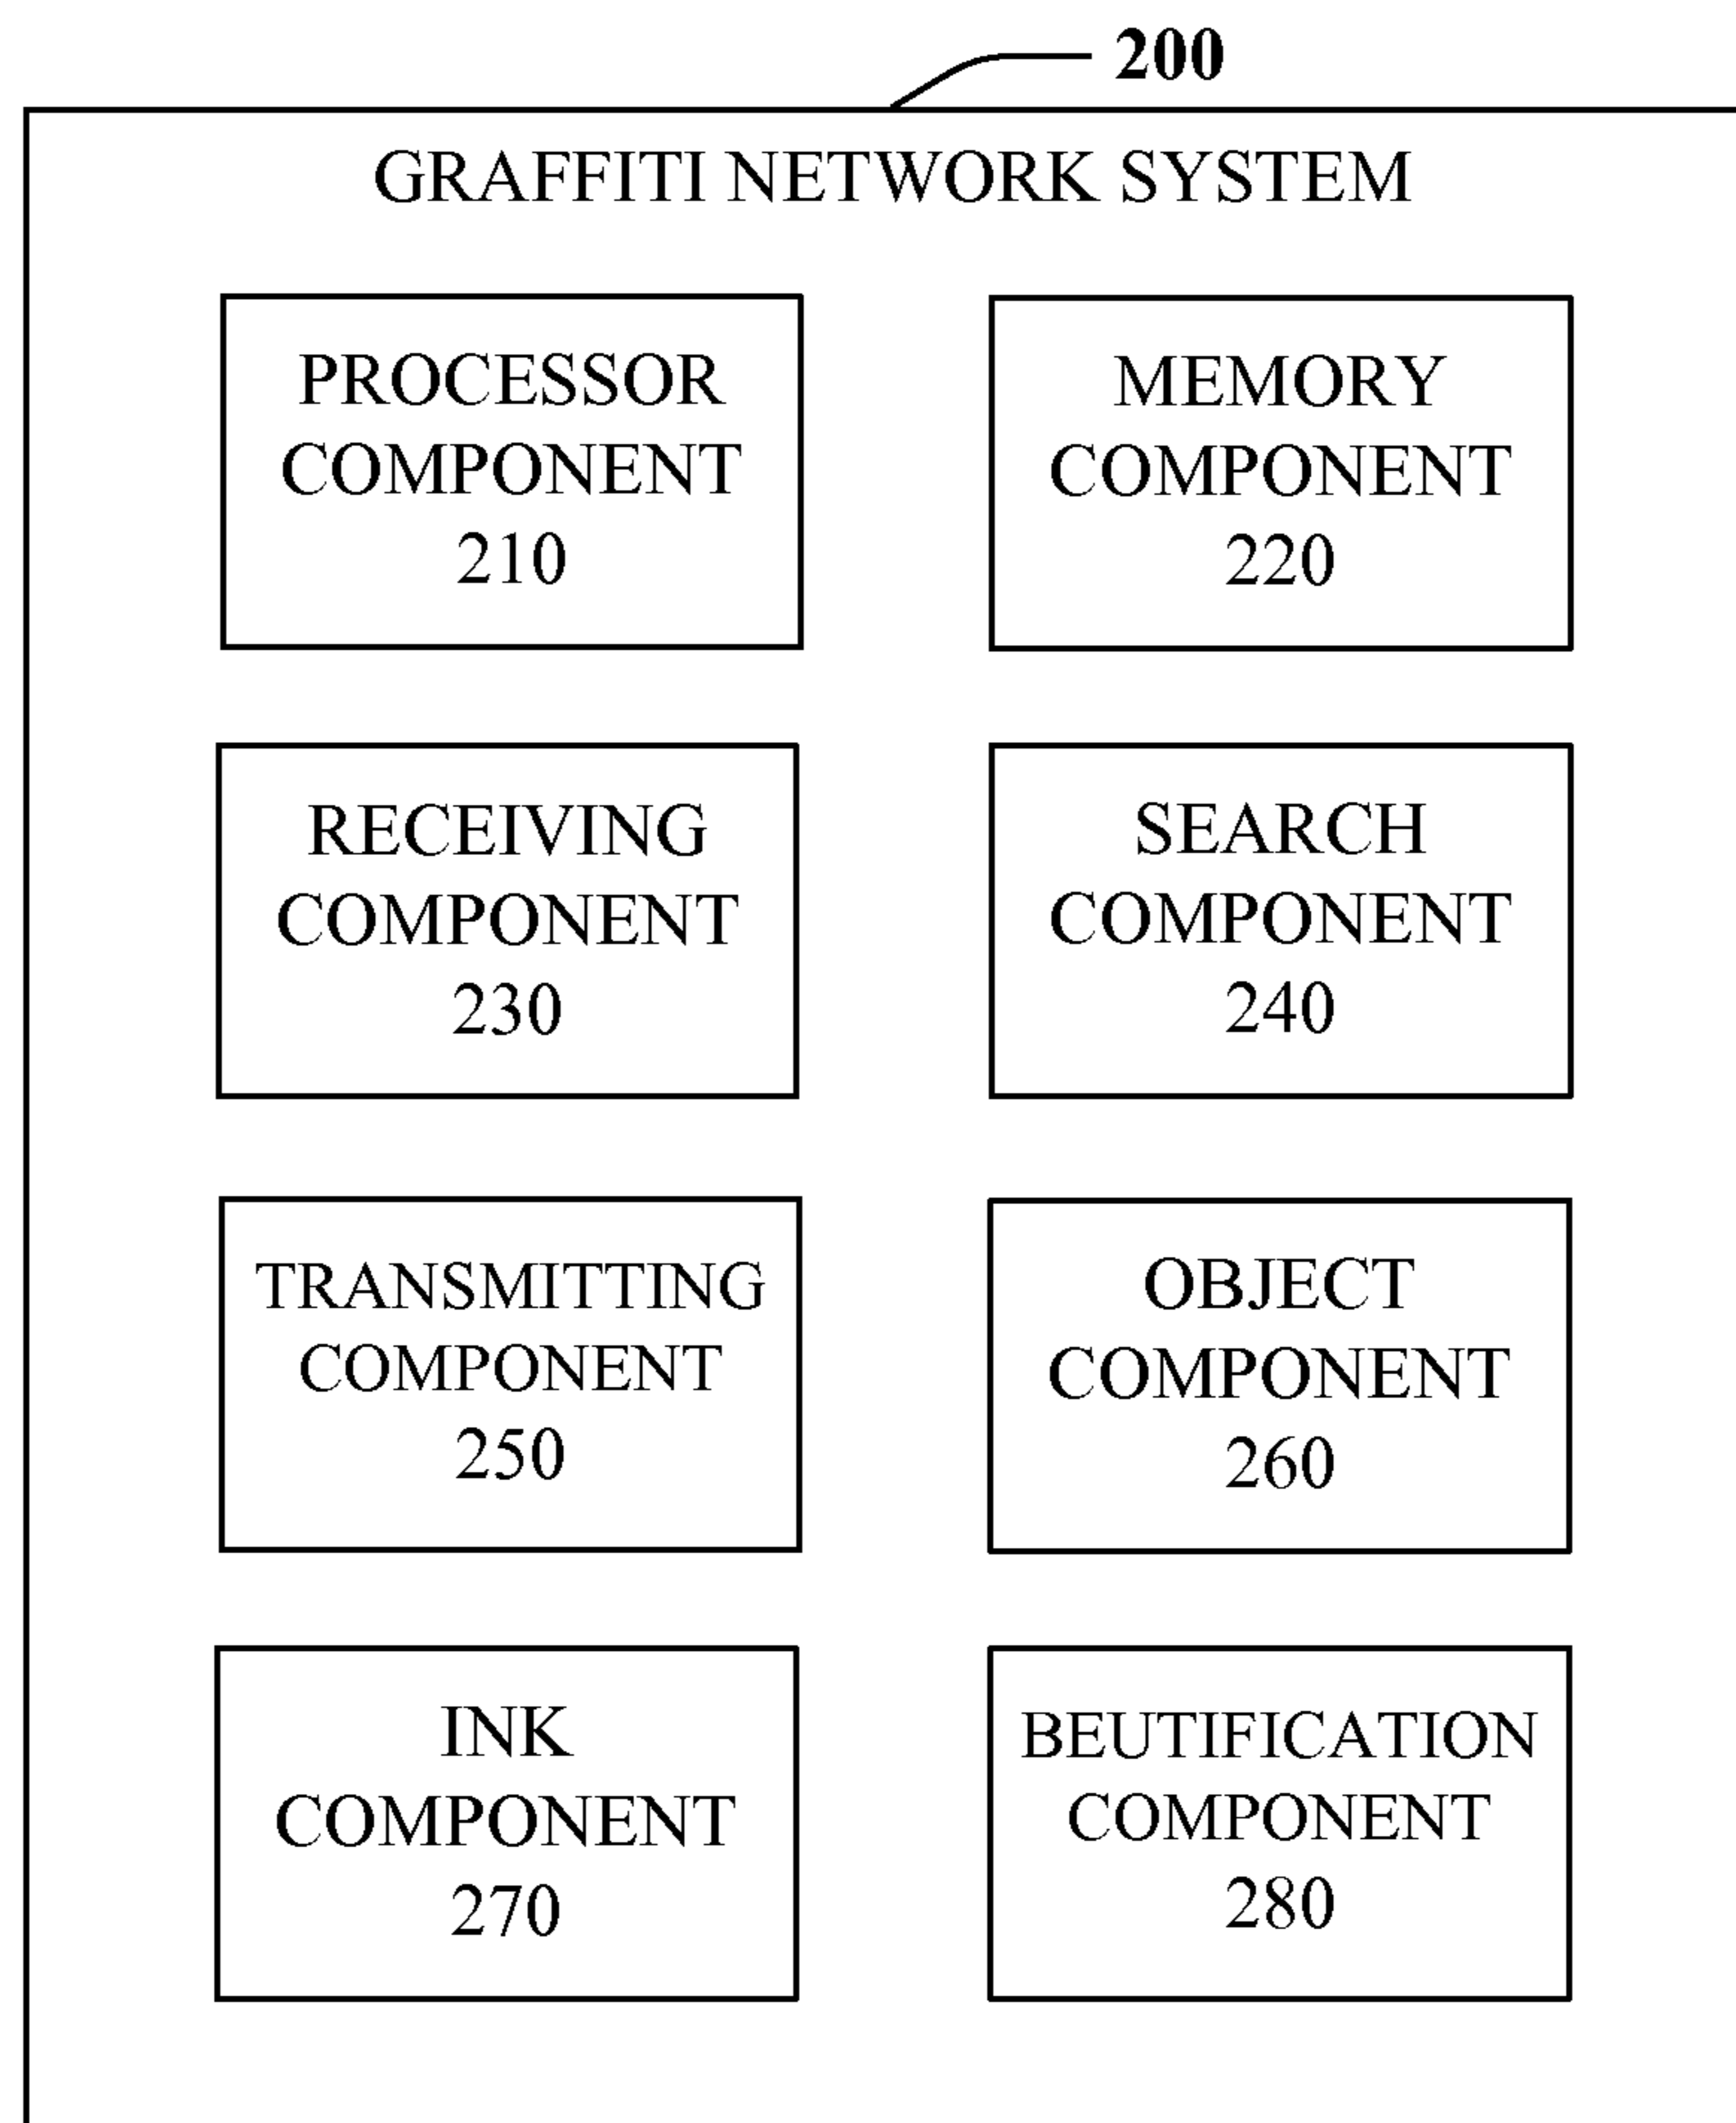 200
GRAFFITI NETWORK SYSTEM
PROCESSOR
COMPONENT
210
MEMORY
COMPONENT
220
RECEIVING
COMPONENT
230
SEARCH
COMPONENT
240
TRANSMITTING
COMPONENT
250
OBJECT
COMPONENT
260
INK
COMPONENT
270
BEUTIFICATION
COMPONENT
280